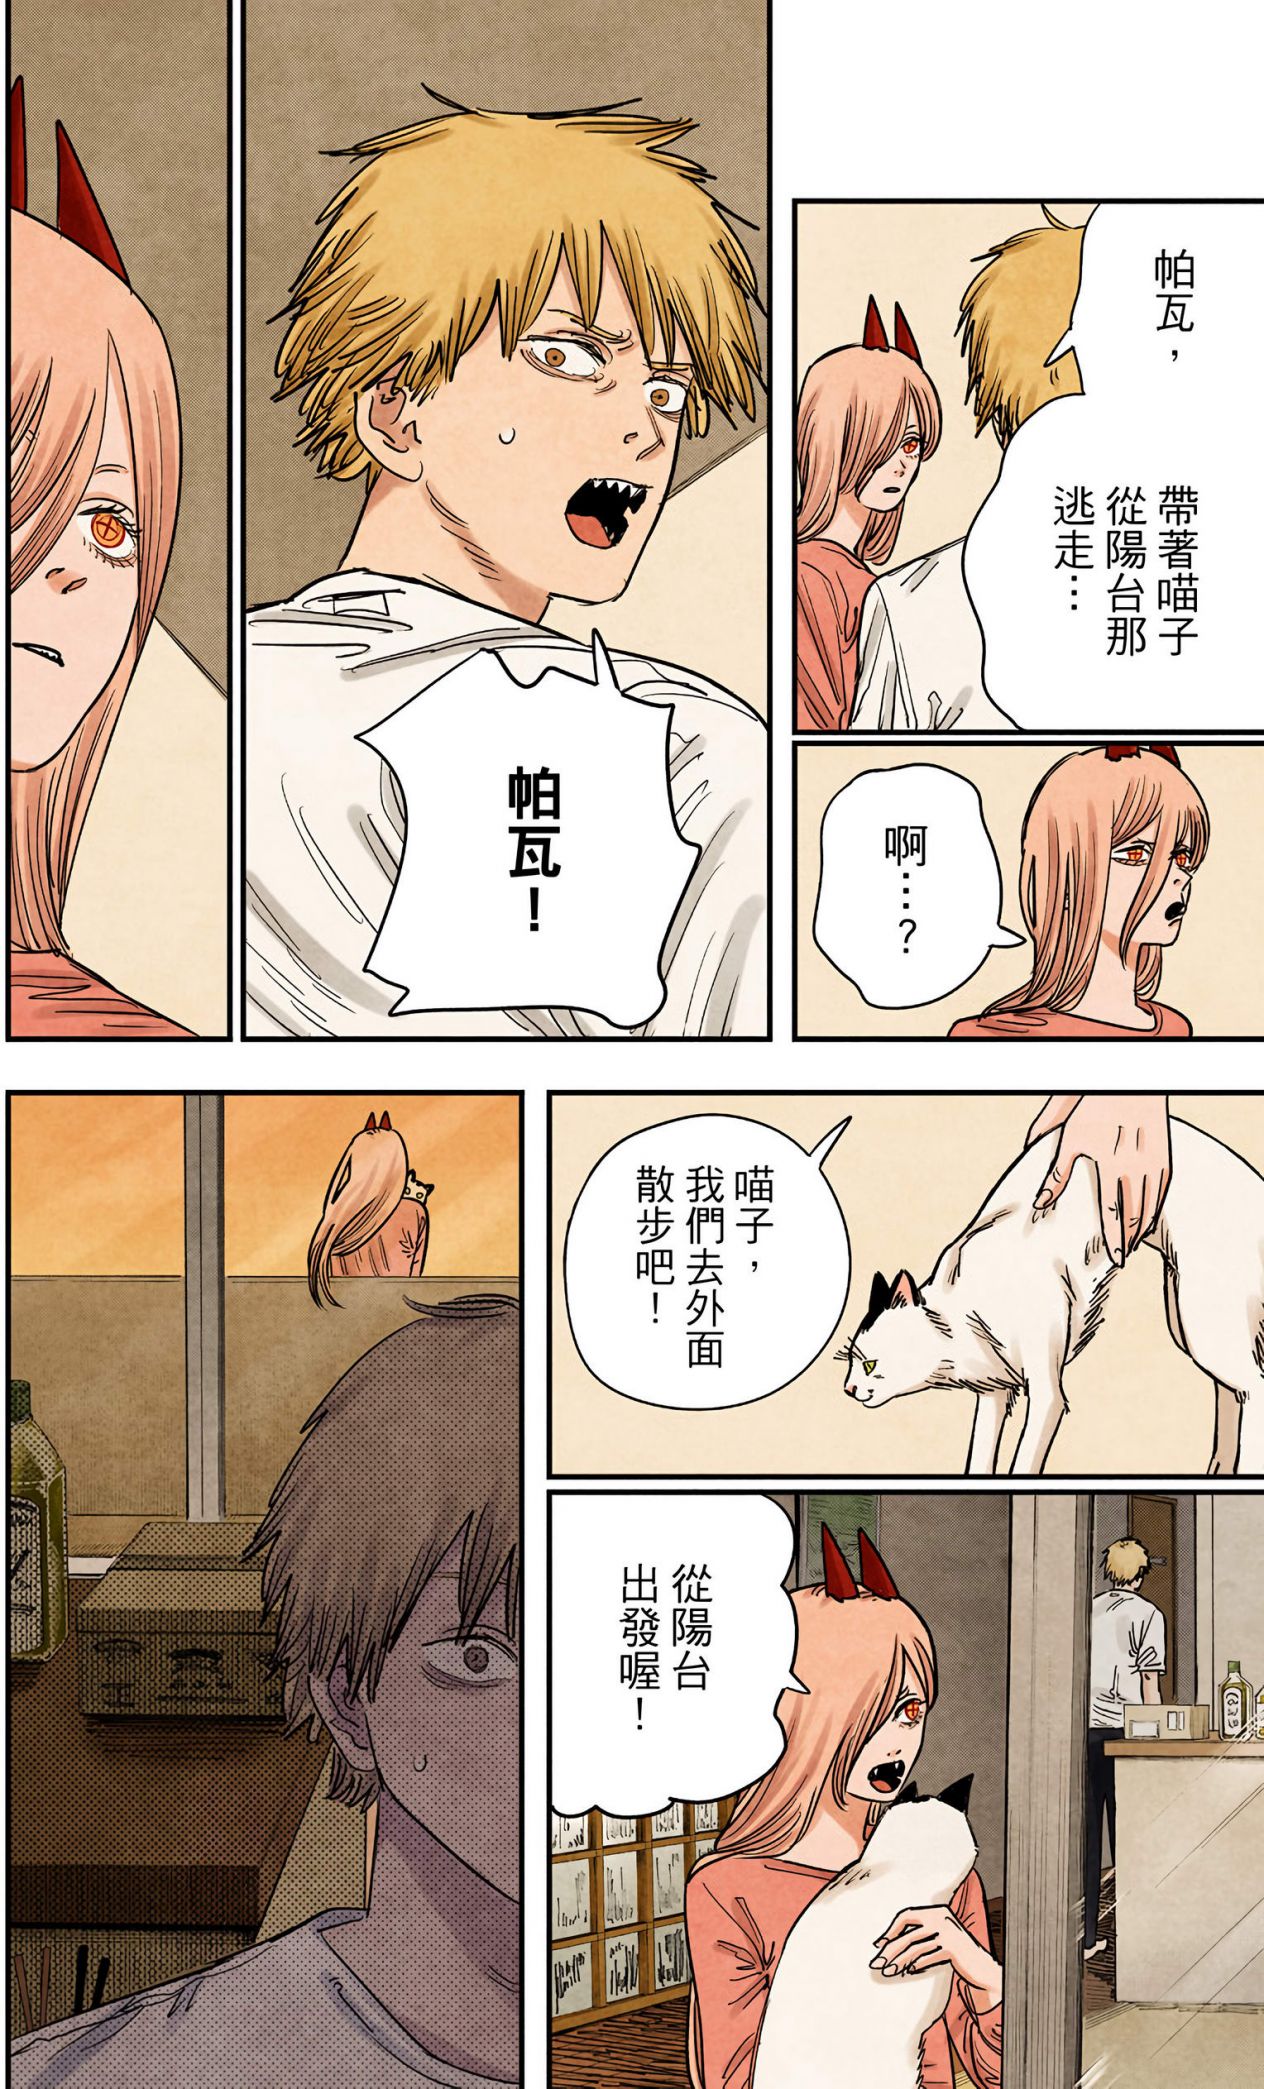 帕瓦，
帶著喵子
從陽台那
逃走…
啊…？
帕瓦！
喵子，
我們去外面
散步吧！
從陽台
出發喔！